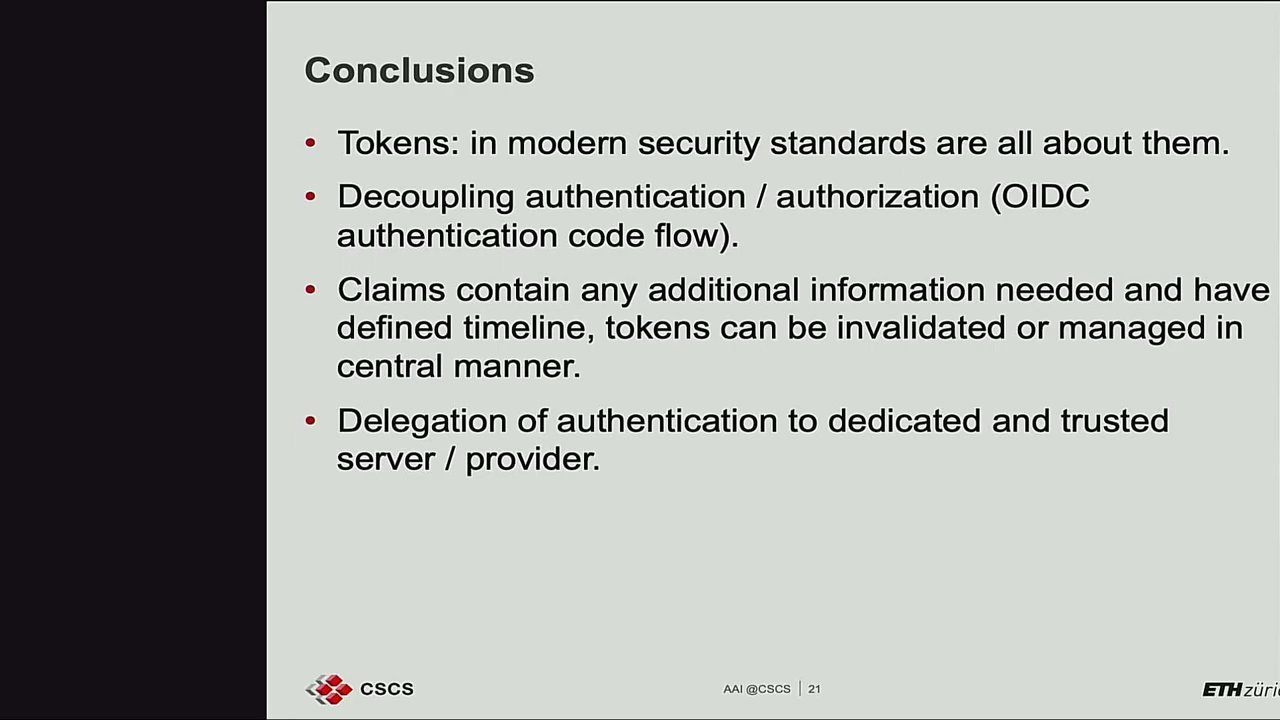 Conclusions
• Tokens: in modern security standards are all about them.
• Decoupling authentication / authorization (OIDC
authentication code flow).
• Claims contain any additional information needed and have
defined timeline, tokens can be invalidated or managed in
central manner.
• Delegation of authentication to dedicated and trusted
server / provider.
CSCS
AAI @CSCS | 21
ETH züri